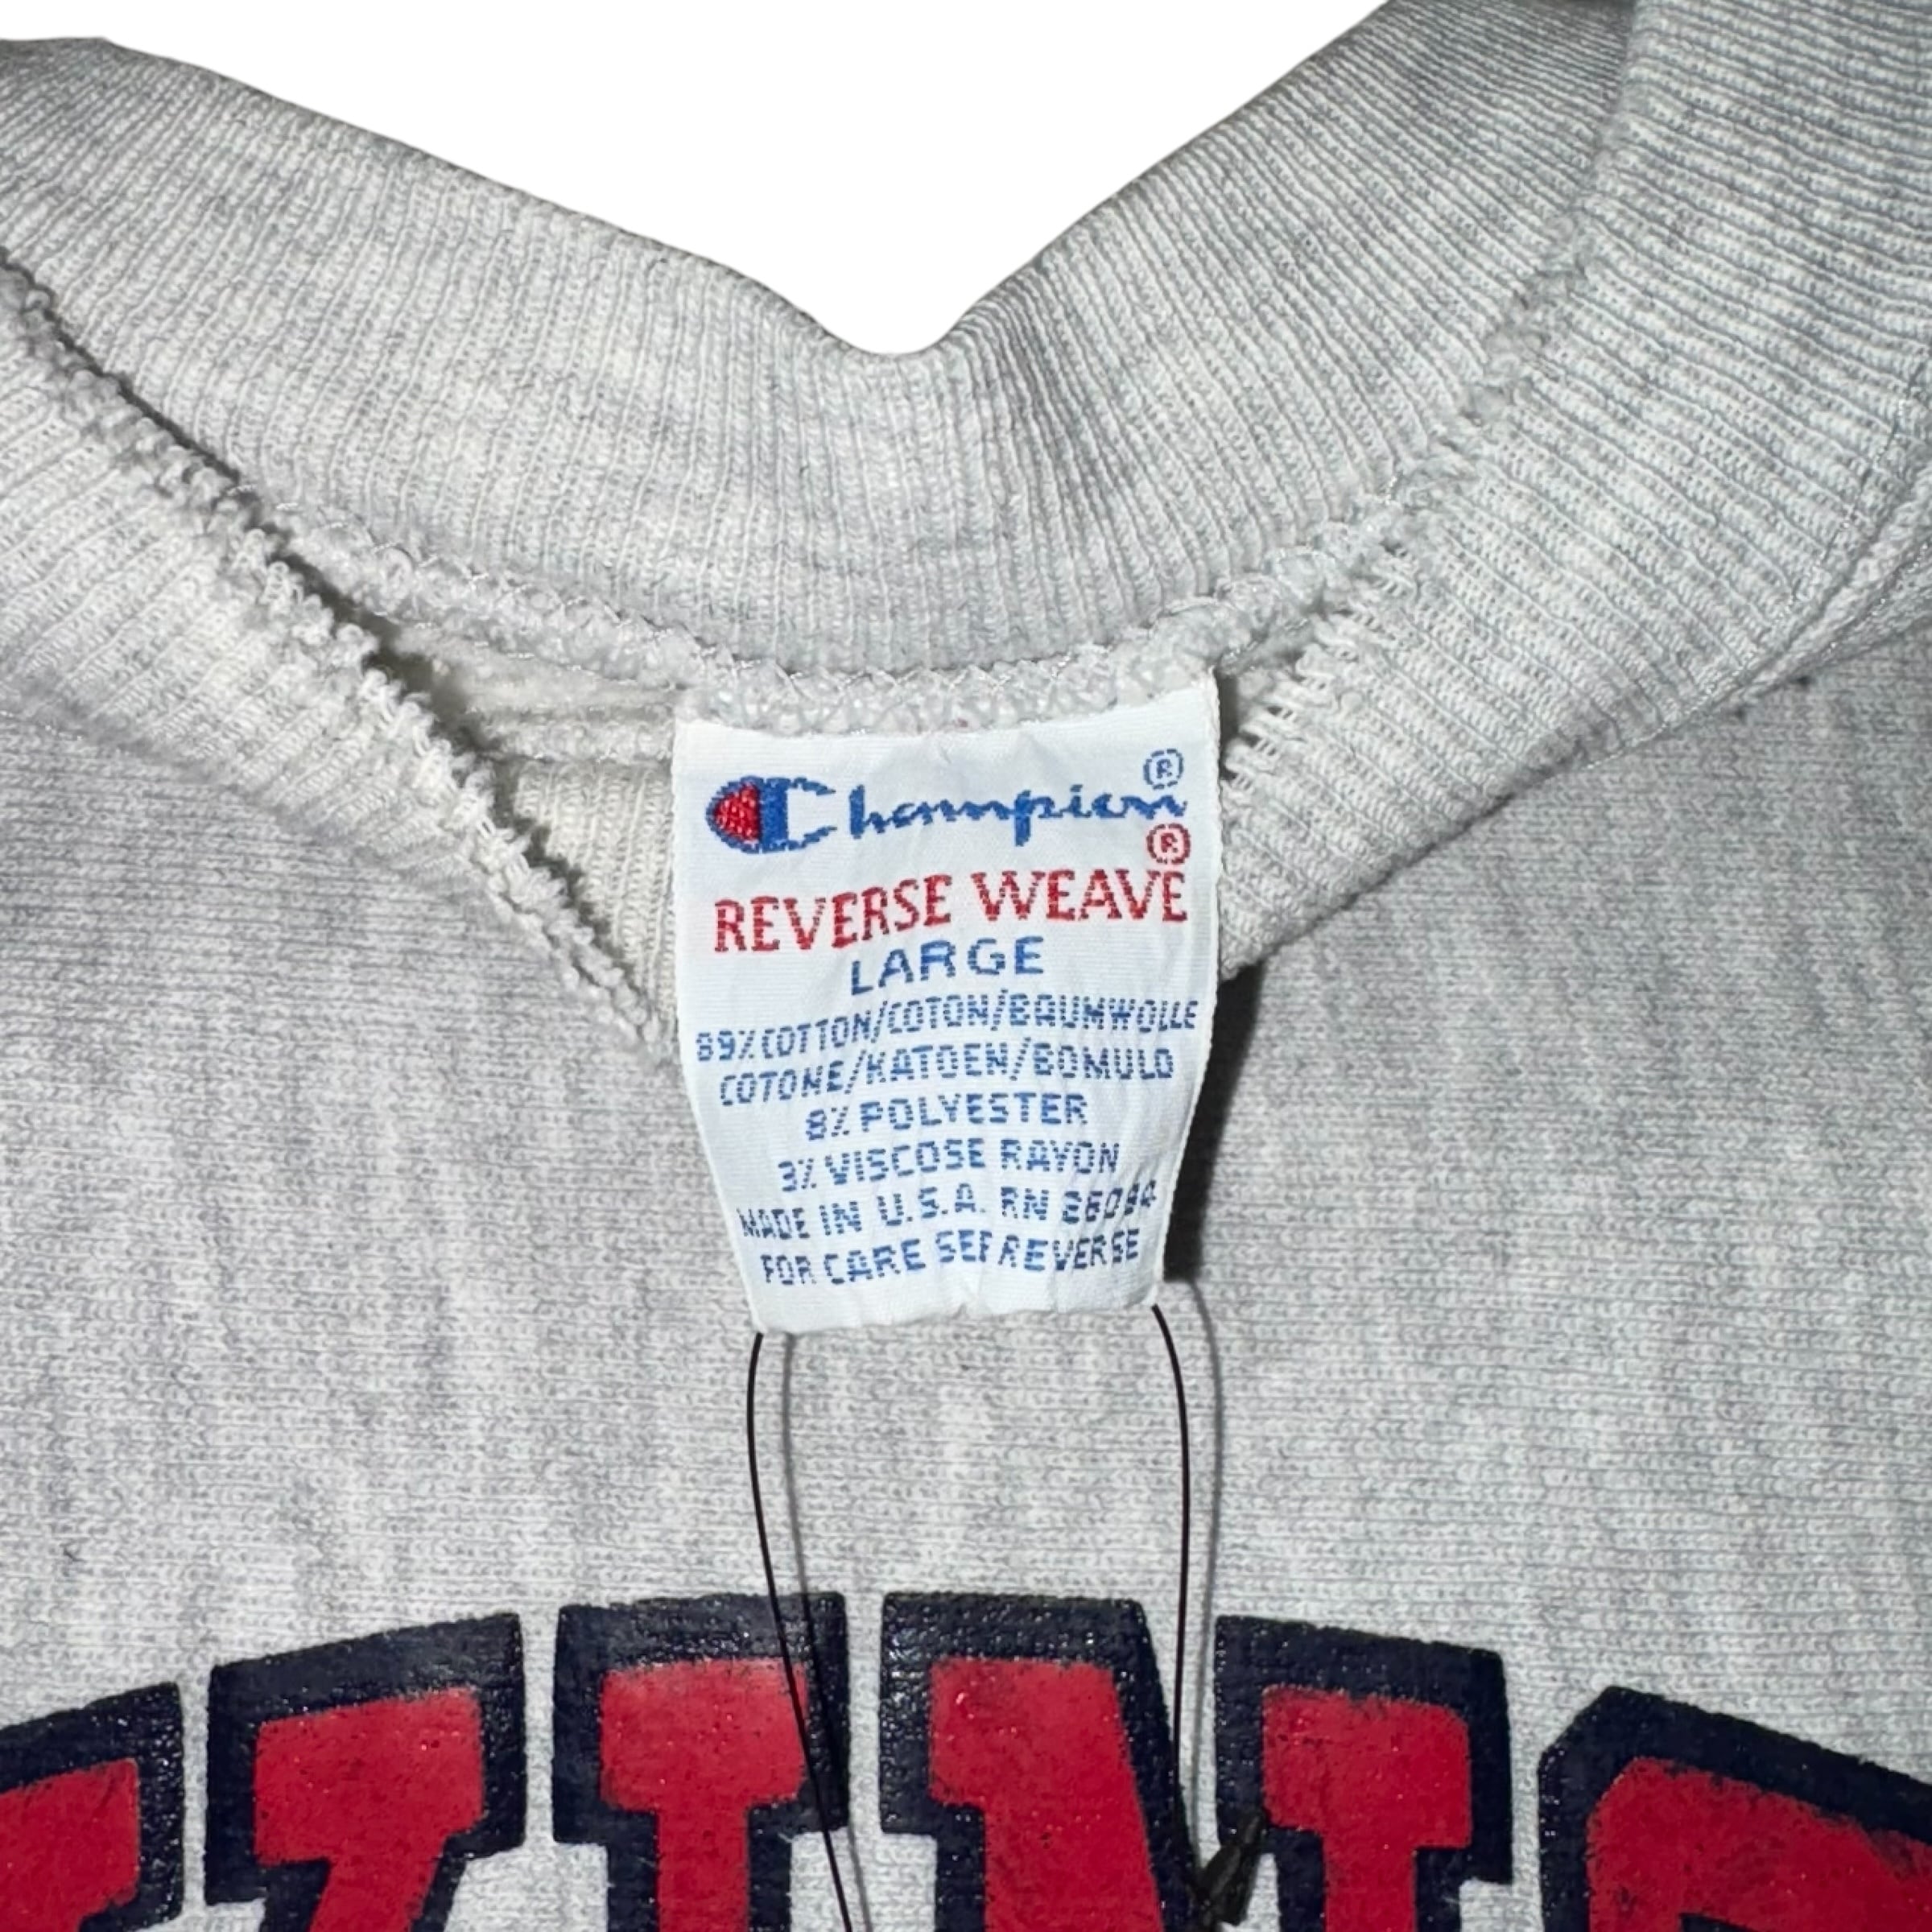 Champion®
REVERSE WEAVE®
LARGE
89% COTTON/COTON/BAUMWOLLE
COTONE/KATOEN/BOMULD
8% POLYESTER
3% VISCOSE RAYON
MADE IN U.S.A. RN 26094
FOR CARE SEE REVERSE